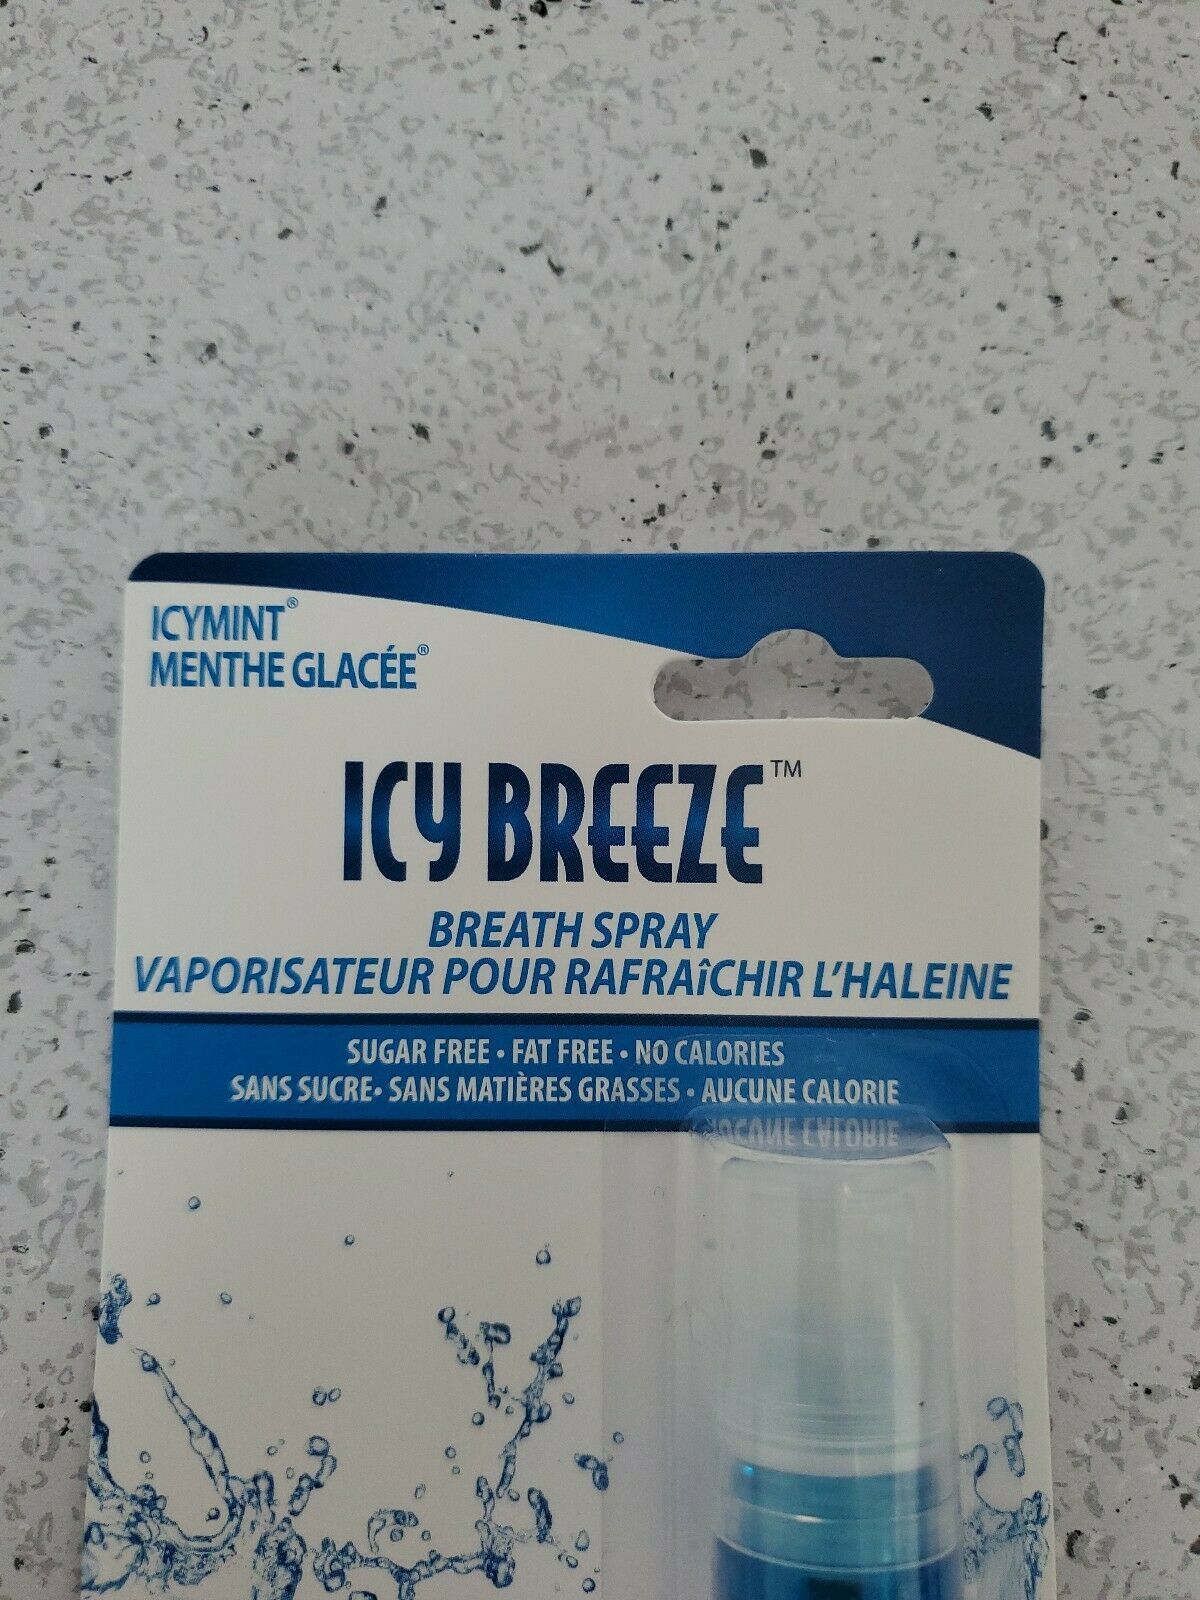 ICYMINT®
MENTHE GLACÉE®
ICY BREEZE™
BREATH SPRAY
VAPORISATEUR POUR RAFRAîCHIR L'HALEINE
SUGAR FREE • FAT FREE • NO CALORIES
SANS SUCRE• SANS MATIÈRES GRASSES • AUCUNE CALORIE